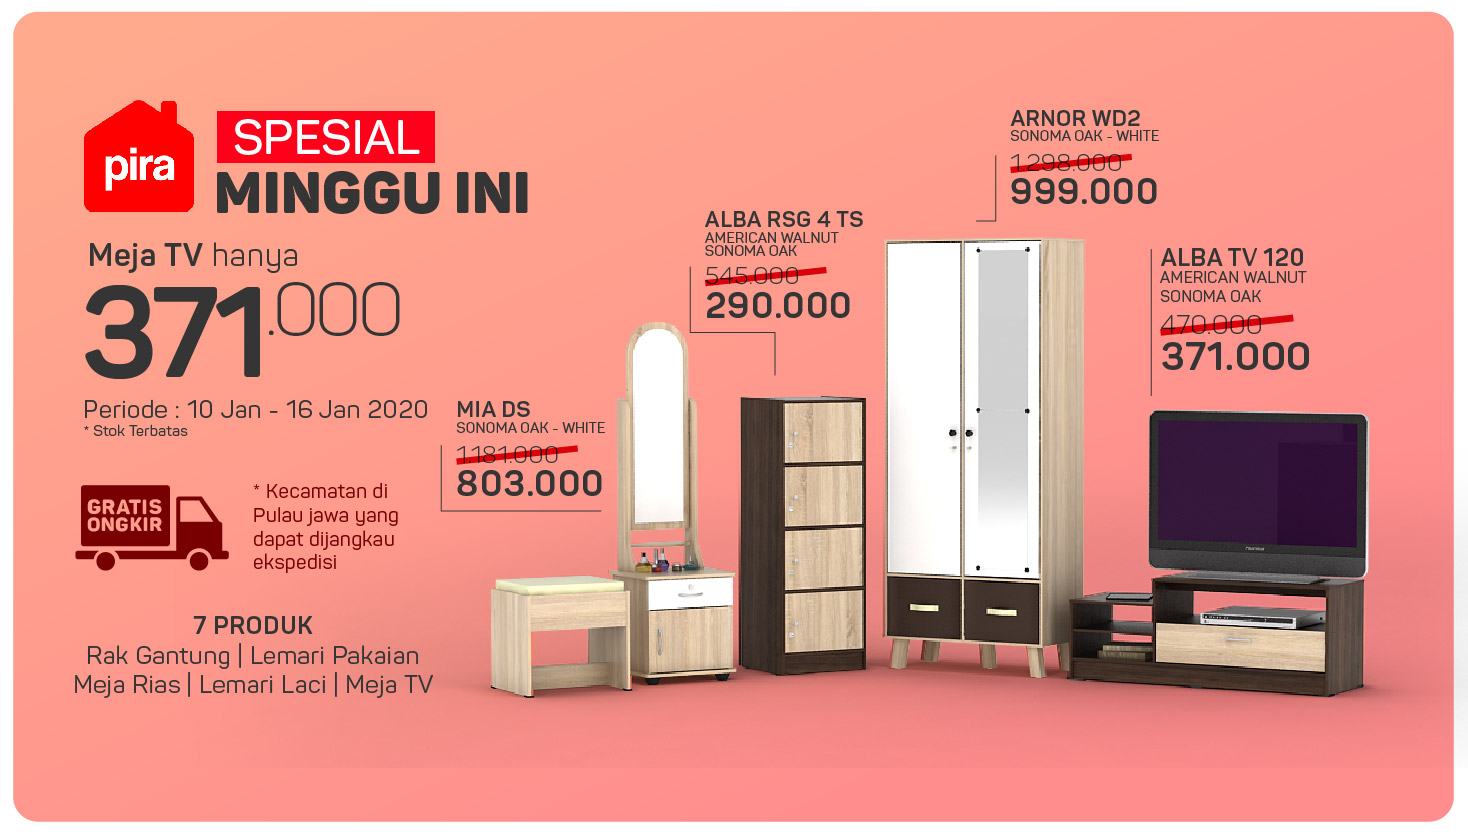 pira
SPESIAL
MINGGU INI
Meja TV hanya
371.000
Periode : 10 Jan - 16 Jan 2020
* Stok Terbatas
GRATIS
ONGKIR
* Kecamatan di
Pulau jawa yang
dapat dijangkau
ekspedisi
7 PRODUK
Rak Gantung | Lemari Pakaian
Meja Rias | Lemari Laci | Meja TV
MIA DS
SONOMA OAK - WHITE
1181.000
803.000
ALBA RSG 4 TS
AMERICAN WALNUT
SONOMA OAK
545.000
290.000
ARNOR WD2
SONOMA OAK - WHITE
1298.000
999.000
ALBA TV 120
AMERICAN WALNUT
SONOMA OAK
470.000
371.000